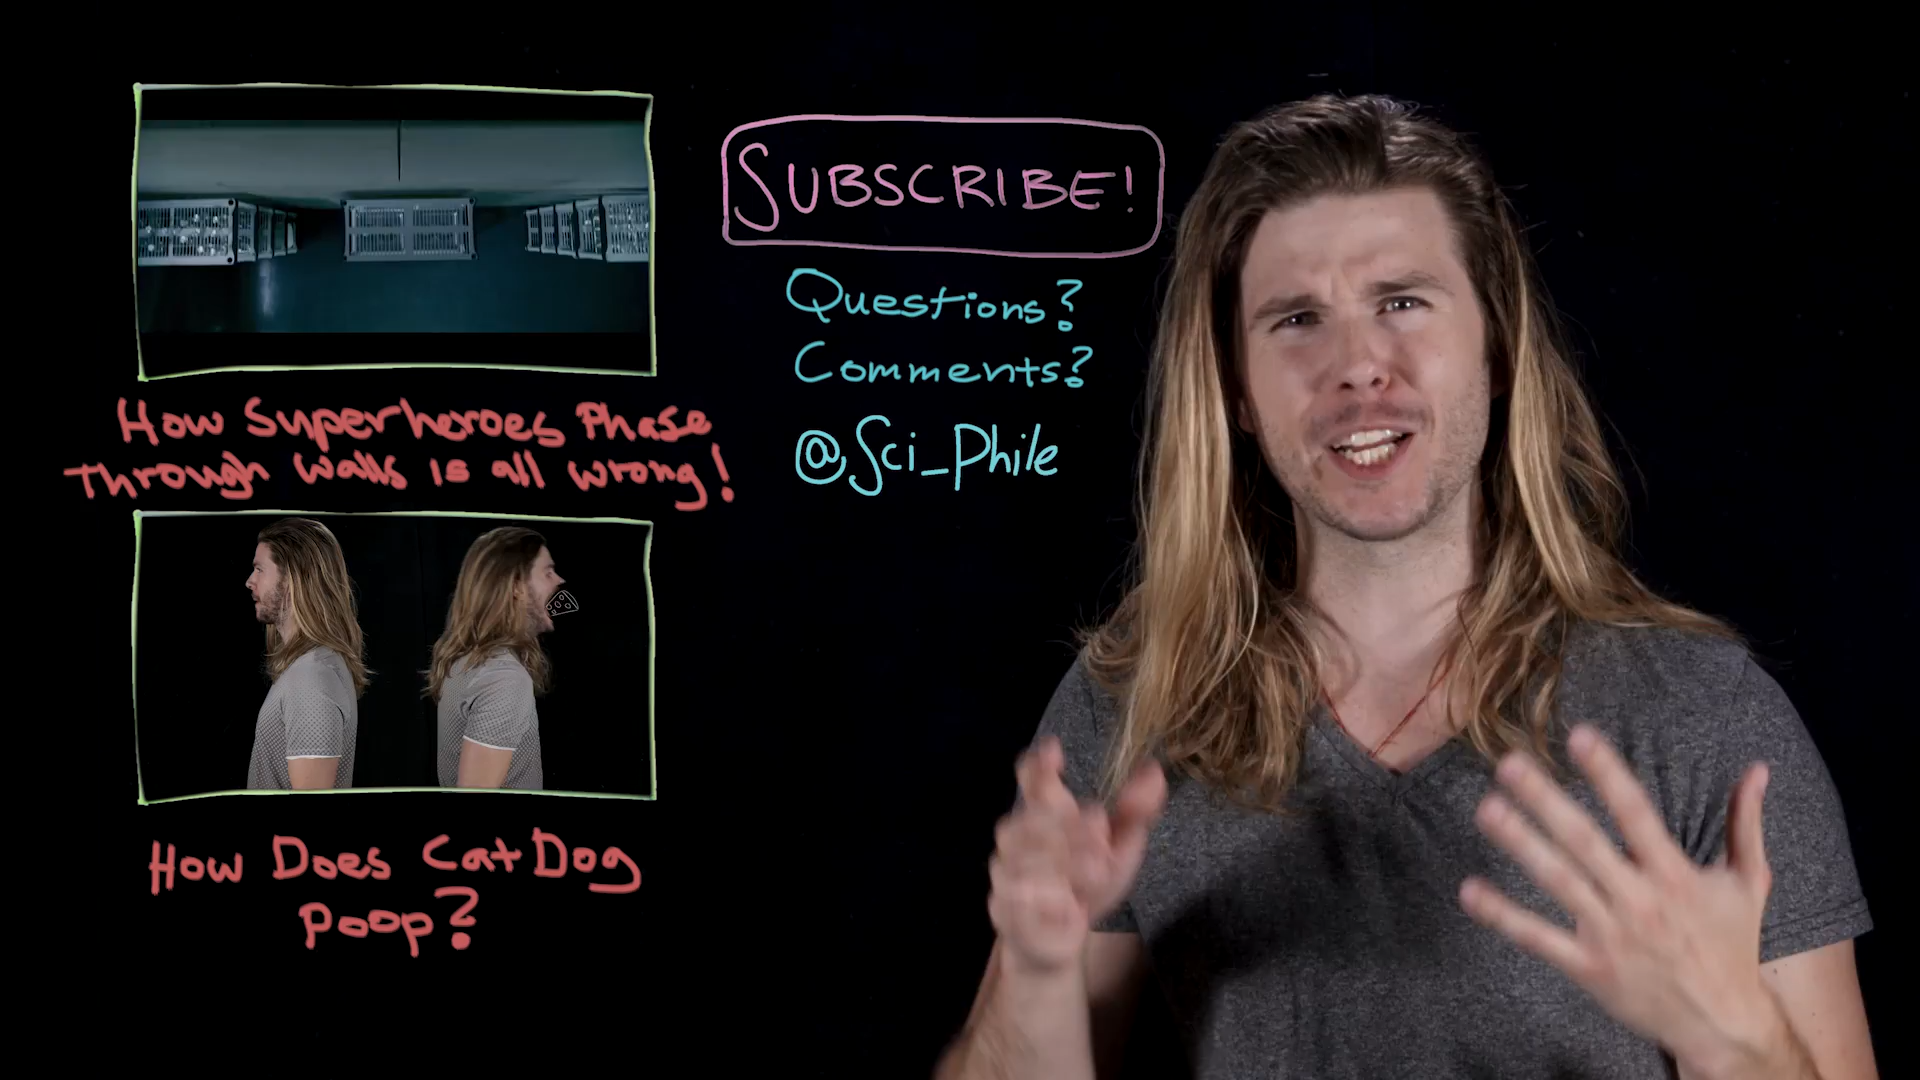 How Superheroes Phase
Through walls is all wrong!
How Does CatDog
Poop?
SUBSCRIBE!
Questions?
Comments?
@Sci_Phile